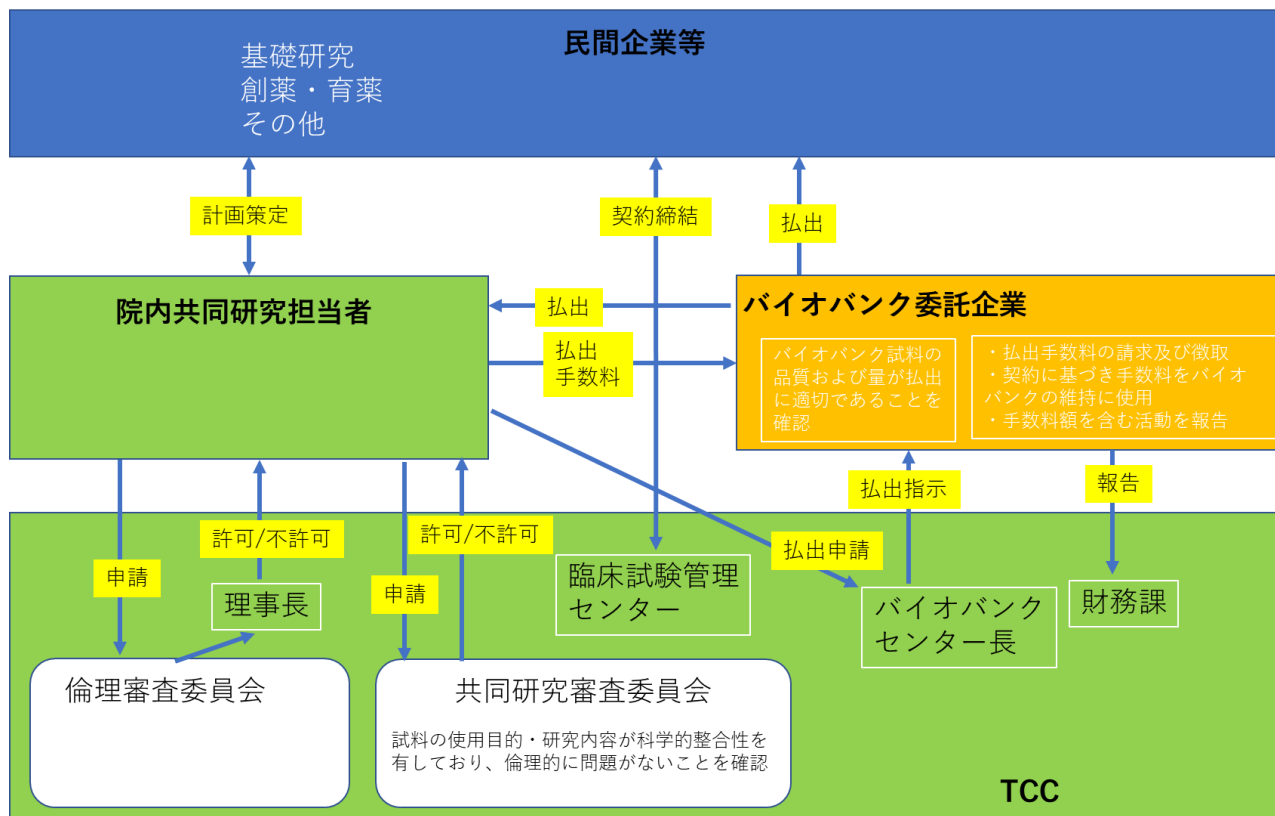 民間企業等
基礎研究
創薬・育薬
その他
計画策定
契約締結
払出
院内共同研究担当者
払出
払出
手数料
バイオバンク委託企業
バイオバンク試料の
品質および量が払出
に適切であることを
確認
・払出手数料の請求及び徴取
・契約に基づき手数料をバイオ
バンクの維持に使用
・手数料額を含む活動を報告
払出指示
報告
許可/不許可
許可/不許可
払出申請
申請
申請
理事長
臨床試験管理
センター
バイオバンク
センター長
財務課
倫理審査委員会
共同研究審査委員会
試料の使用目的・研究内容が科学的整合性を
有しており、倫理的に問題がないことを確認
TCC